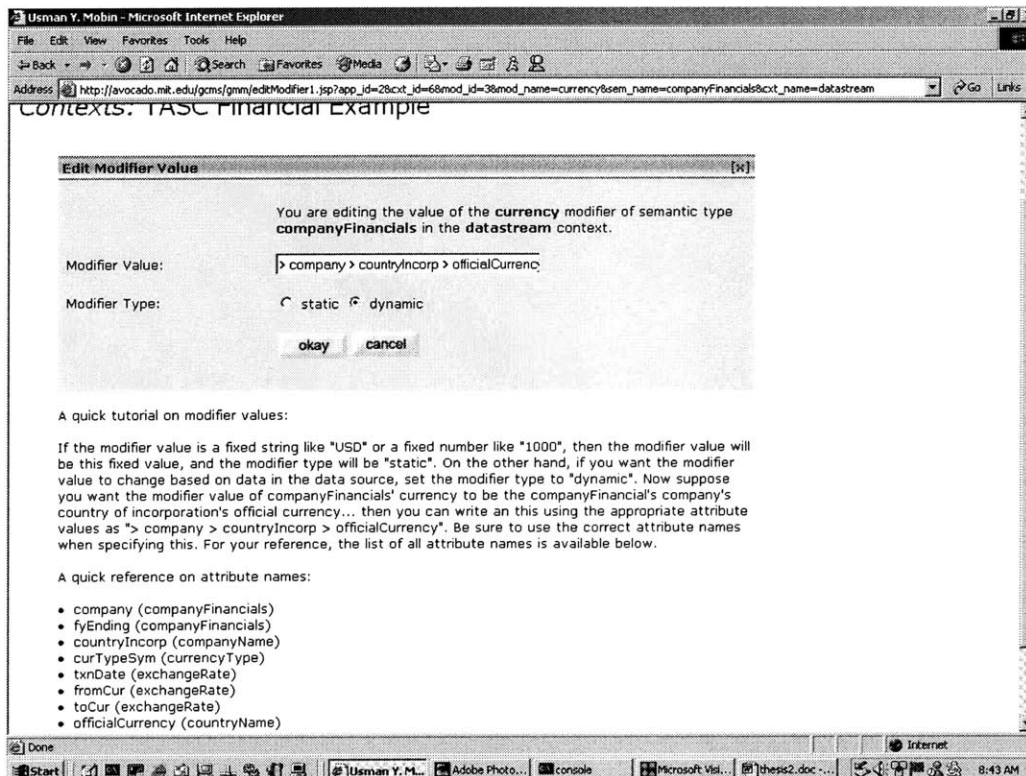 Usman Y. Mobin - Microsoft Internet Explorer
File Edit View Favorites Tools Help
Back Search Favorites Media
Address http://avocado.mit.edu/gcms/gmm/editModifier1.jsp?app_id=2&cxt_id=6&mod_id=3&mod_name=currency&sem_name=companyFinancials&cxt_name=datastream Go Links
Contexts: TASC Financial Example
Edit Modifier Value [x]
You are editing the value of the currency modifier of semantic type
companyFinancials in the datastream context.
Modifier Value: > company > countryIncorp > officialCurrenc
Modifier Type: static dynamic
okay cancel
A quick tutorial on modifier values:
If the modifier value is a fixed string like "USD" or a fixed number like "1000", then the modifier value will
be this fixed value, and the modifier type will be "static". On the other hand, if you want the modifier
value to change based on data in the data source, set the modifier type to "dynamic". Now suppose
you want the modifier value of companyFinancials' currency to be the companyFinancial's company's
country of incorporation's official currency... then you can write an this using the appropriate attribute
values as "> company > countryIncorp > officialCurrency". Be sure to use the correct attribute names
when specifying this. For your reference, the list of all attribute names is available below.
A quick reference on attribute names:
• company (companyFinancials)
• fyEnding (companyFinancials)
• countryIncorp (companyName)
• curTypeSym (currencyType)
• txnDate (exchangeRate)
• fromCur (exchangeRate)
• toCur (exchangeRate)
• officialCurrency (countryName)
Done Internet
Start Usman Y. M... Adobe Photo... console Microsoft Visi... thesis2.doc -... 8:43 AM